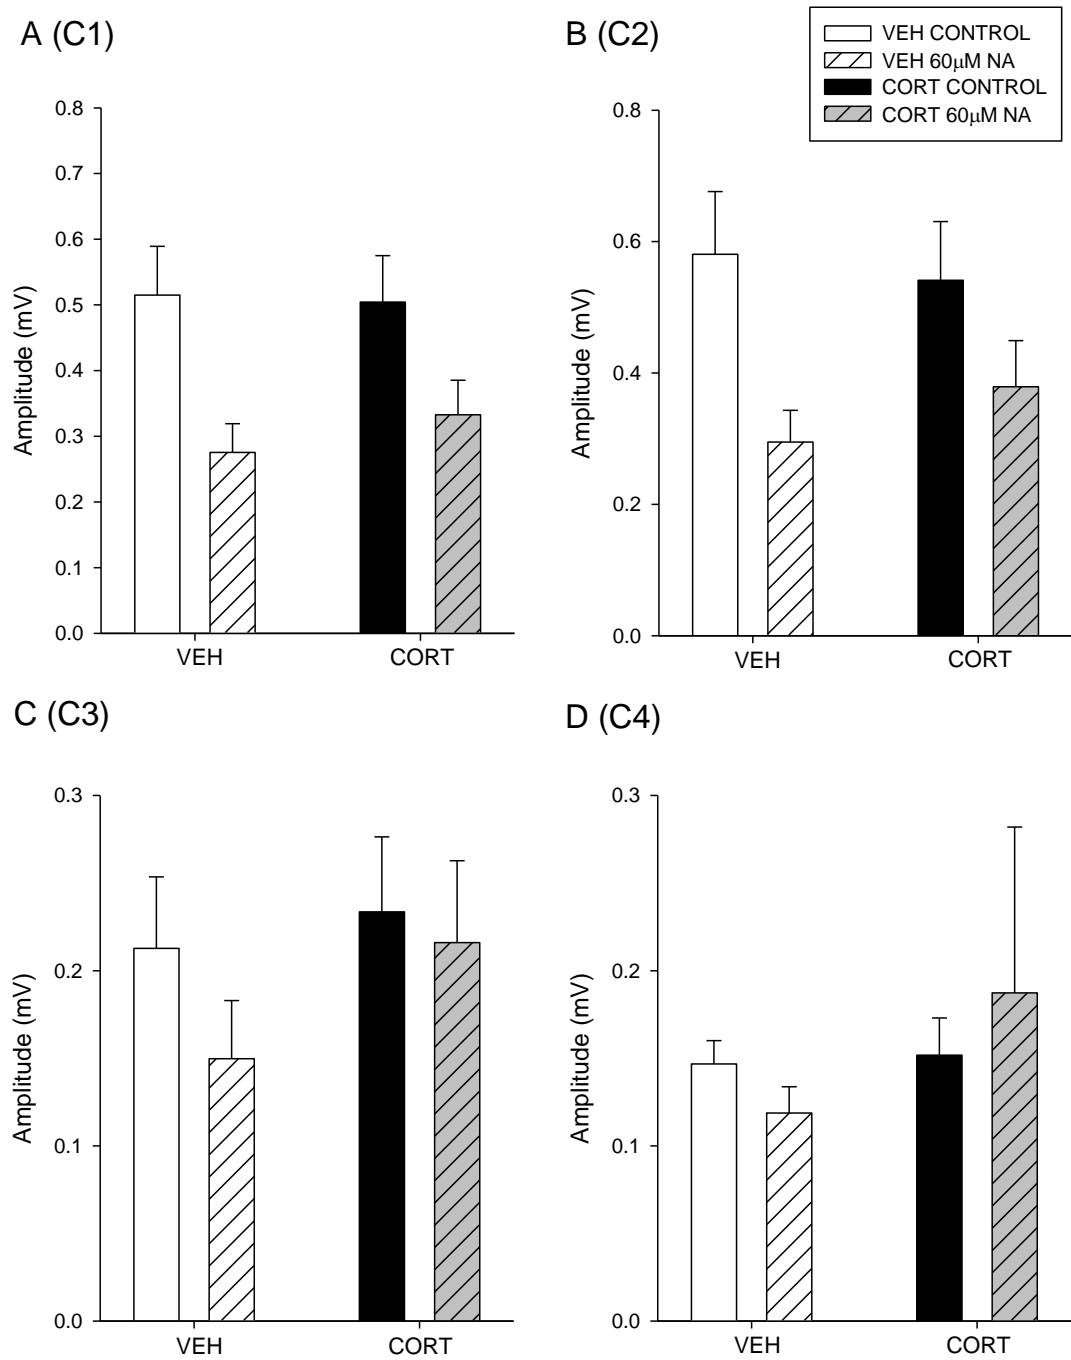 A (C1)
B (C2)
VEH CONTROL
VEH 60μM NA
CORT CONTROL
CORT 60μM NA
Amplitude (mV)
0.8
0.7
0.6
0.5
0.4
0.3
0.2
0.1
0.0
VEH
CORT
Amplitude (mV)
0.8
0.6
0.4
0.2
0.0
VEH
CORT
C (C3)
D (C4)
Amplitude (mV)
0.3
0.2
0.1
0.0
VEH
CORT
Amplitude (mV)
0.3
0.2
0.1
0.0
VEH
CORT